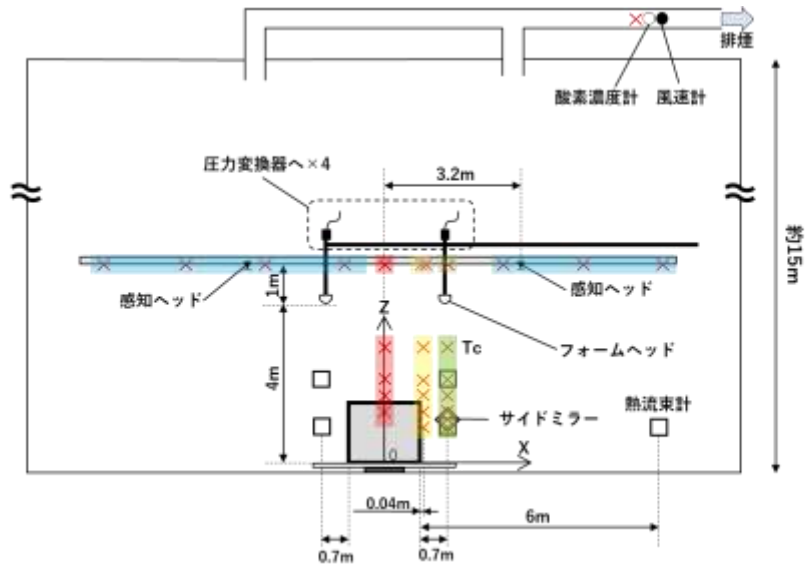 排煙
酸素濃度計 風速計
圧力変換器へ×4
3.2m
約15m
1m
感知ヘッド
感知ヘッド
Z
フォームヘッド
Tc
4m
熱流束計
サイドミラー
0
X
0.04m
6m
0.7m
0.7m